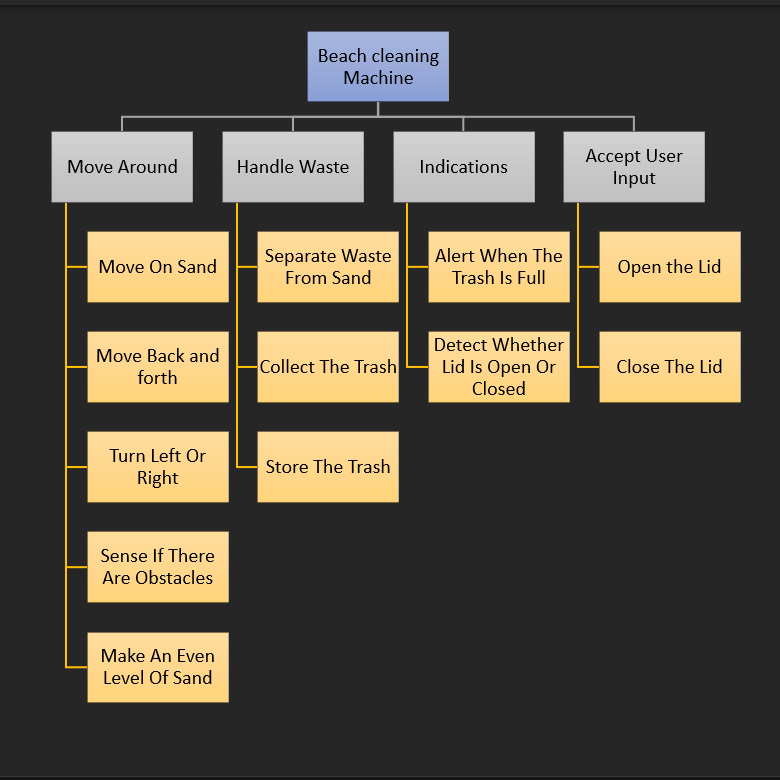 Beach cleaning
Machine
Move Around
Handle Waste
Indications
Accept User
Input
Move On Sand
Separate Waste
From Sand
Alert When The
Trash Is Full
Open the Lid
Move Back and
forth
Collect The Trash
Detect Whether
Lid Is Open Or
Closed
Close The Lid
Turn Left Or
Right
Store The Trash
Sense If There
Are Obstacles
Make An Even
Level Of Sand